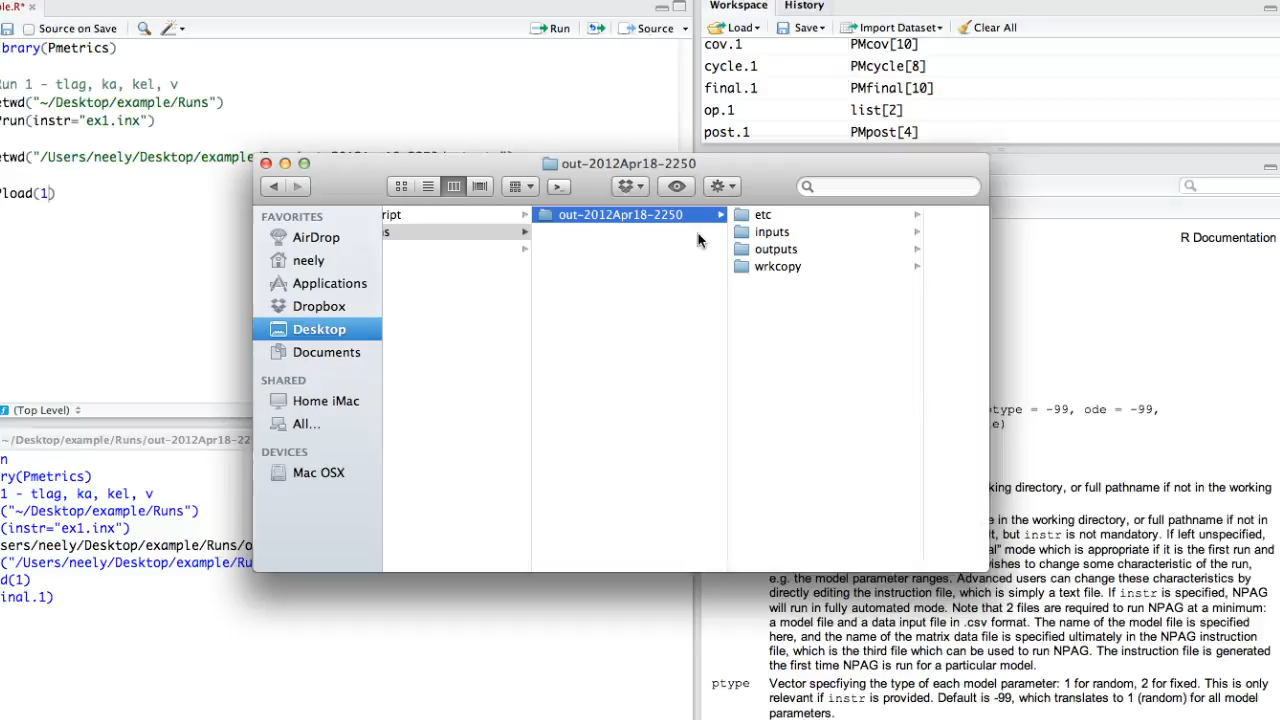 ple.R*
Source on Save
Run
Source
brary(Pmetrics)
Run 1 - tlag, ka, kel, v
etwd("~/Desktop/example/Runs")
Prun(instr="ex1.inx")
etwd("/Users/neely/Desktop/example/
Pload(1)
(Top Level)
~/Desktop/example/Runs/out-2012Apr18-22
n
ry(Pmetrics)
1 - tlag, ka, kel, v
("~/Desktop/example/Runs")
(instr="ex1.inx")
sers/neely/Desktop/example/Runs/o
("/Users/neely/Desktop/example/Ru
d(1)
inal.1)
Workspace
History
Load
Save
Import Dataset
Clear All
cov.1 PMcov[10]
cycle.1 PMcycle[8]
final.1 PMfinal[10]
op.1 list[2]
post.1 PMpost[4]
out-2012Apr18-2250
FAVORITES
AirDrop
neely
Applications
Dropbox
Desktop
Documents
SHARED
Home iMac
All...
DEVICES
Mac OSX
ript
s
out-2012Apr18-2250
etc
inputs
outputs
wrkcopy
R Documentation
ptype = -99, ode = -99,
e)
king directory, or full pathname if not in the working
e in the working directory, or full pathname if not in
lt, but instr is not mandatory. If left unspecified,
al" mode which is appropriate if it is the first run and
wishes to change some characteristic of the run,
e.g. the model parameter ranges. Advanced users can change these characteristics by
directly editing the instruction file, which is simply a text file. If instr is specified, NPAG
will run in fully automated mode. Note that 2 files are required to run NPAG at a minimum:
a model file and a data input file in .csv format. The name of the model file is specified
here, and the name of the matrix data file is specified ultimately in the NPAG instruction
file, which is the third file which can be used to run NPAG. The instruction file is generated
the first time NPAG is run for a particular model.
ptype Vector specfiying the type of each model parameter: 1 for random, 2 for fixed. This is only
relevant if instr is provided. Default is -99, which translates to 1 (random) for all model
parameters.